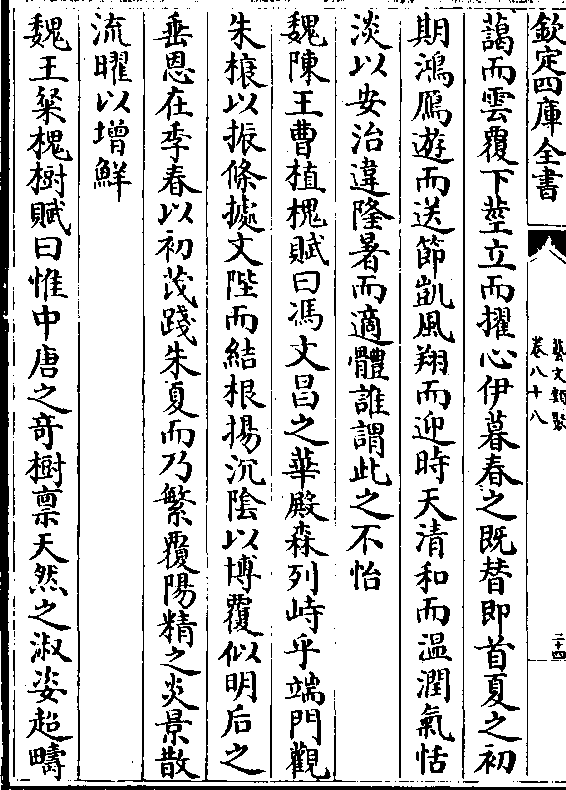 欽定四庫全書
藝文類聚
卷八十八
二十四
藹而雲覆下莖立而擢心伊暮春之既替即首夏之初
期鴻鴈遊而送節凱風翔而迎時天清和而温潤氣恬
淡以安治違隆暑而適體誰謂此之不怡
魏陳王曹植槐賦曰馮文昌之華殿森列峙乎端門觀
朱榱以振條據文陛而結根揚沉陰以博覆似明后之
垂恩在季春以初茂踐朱夏而乃繁覆陽精之炎景散
流曜以增鮮
魏王粲槐樹賦曰惟中唐之奇樹禀天然之淑姿超疇